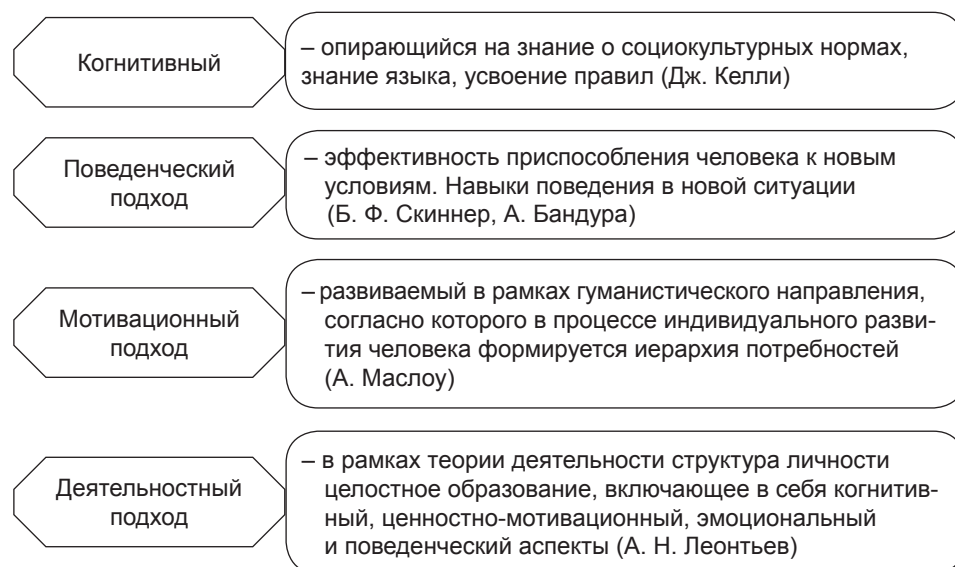 Когнитивный
– опирающийся на знание о социокультурных нормах,
знание языка, усвоение правил (Дж. Келли)
Поведенческий
подход
– эффективность приспособления человека к новым
условиям. Навыки поведения в новой ситуации
(Б. Ф. Скиннер, А. Бандура)
Мотивационный
подход
– развиваемый в рамках гуманистического направления,
согласно которого в процессе индивидуального разви-
тия человека формируется иерархия потребностей
(А. Маслоу)
Деятельностный
подход
– в рамках теории деятельности структура личности
целостное образование, включающее в себя когнитив-
ный, ценностно-мотивационный, эмоциональный
и поведенческий аспекты (А. Н. Леонтьев)